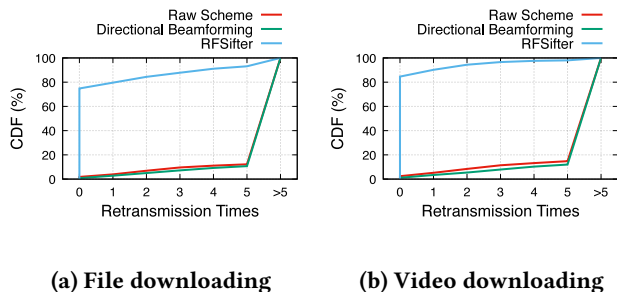 Raw Scheme
Directional Beamforming
RFSifter
100
80
60
40
20
0
CDF (%)
0 1 2 3 4 5 >5
Retransmission Times
(a) File downloading
Raw Scheme
Directional Beamforming
RFSifter
100
80
60
40
20
0
CDF (%)
0 1 2 3 4 5 >5
Retransmission Times
(b) Video downloading